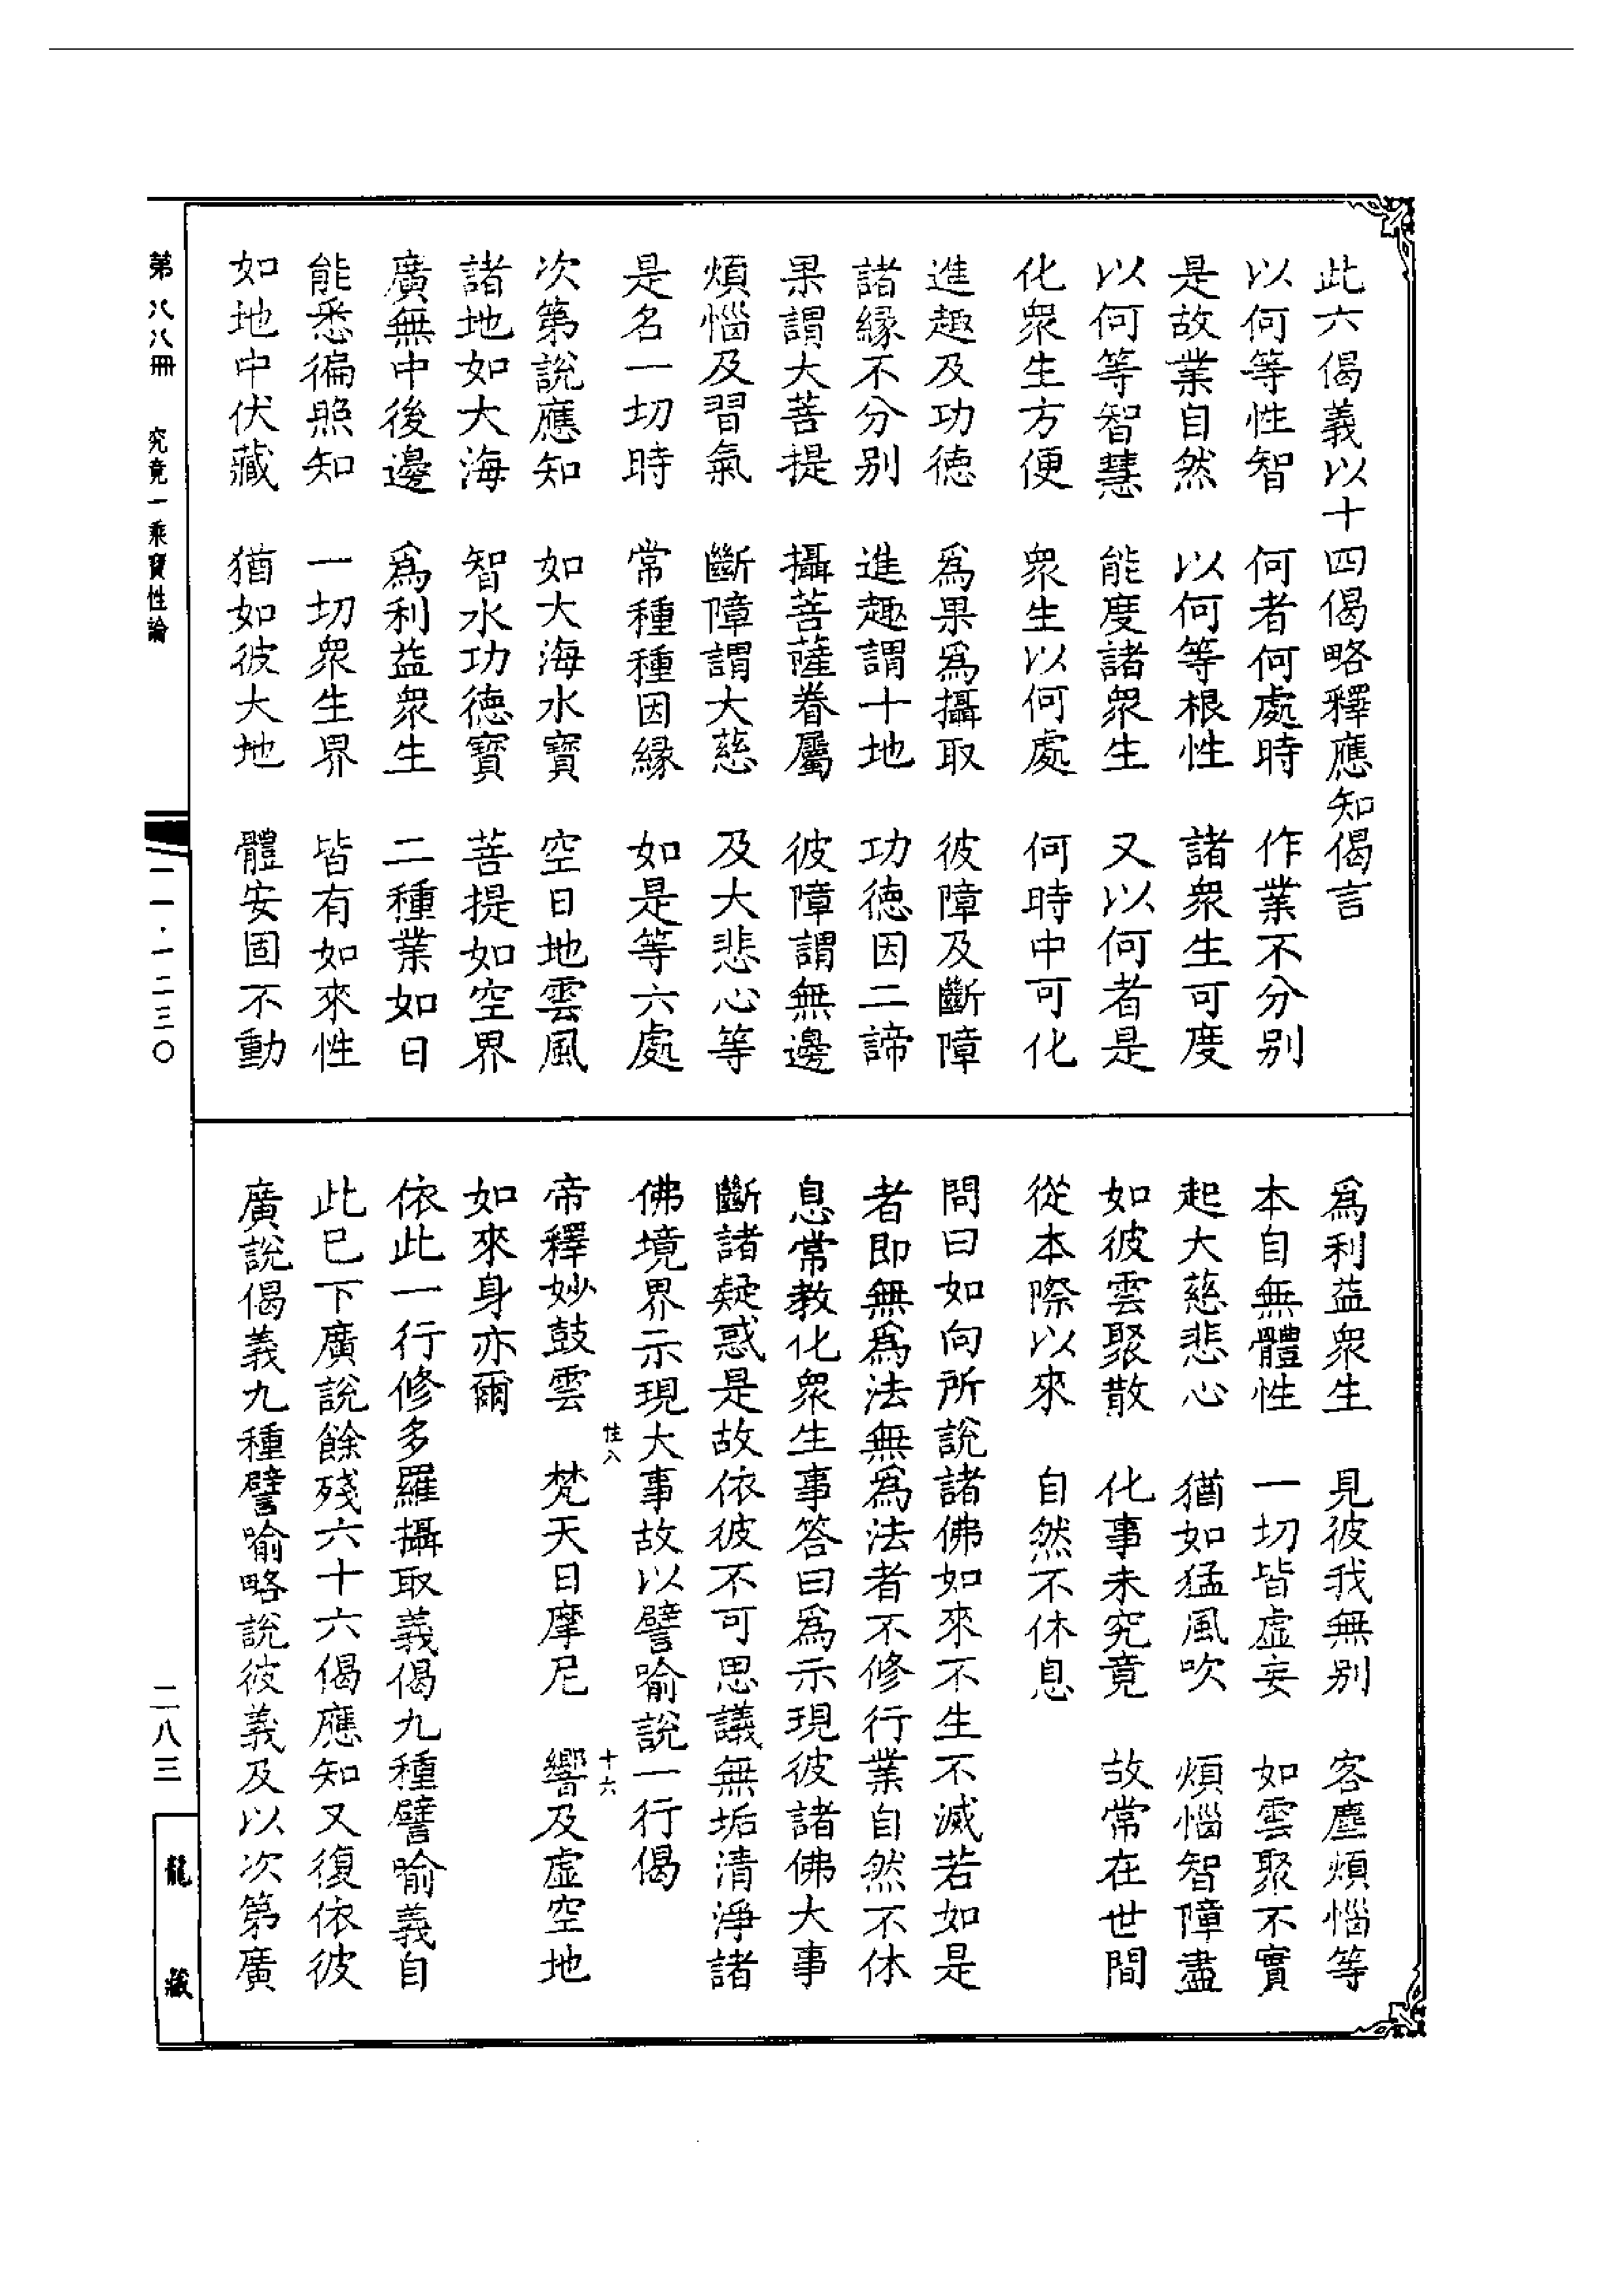 此六偈義以十四偈略釋應知偈言
以何等性智　何者何處時　作業不分别
是故業自然　以何等根性　諸衆生可度
以何等智慧　能度諸衆生　又以何者是
化衆生方便　衆生以何處　何時中可化
進趣及功德　爲果爲攝取　彼障及斷障
諸緣不分别　進趣謂十地　功德因二諦
果謂大菩提　攝菩薩眷屬　彼障謂無邊
煩惱及習氣　斷障謂大慈　及大悲心等
是名一切時　常種種因緣　如是等六處
次第說應知　如大海水寶　空日地雲風
諸地如大海　智水功德寶　菩提如空界
廣無中後邊　爲利益衆生　二種業如日
能悉徧照知　一切衆生界　皆有如來性
如地中伏藏　猶如彼大地　體安固不動
爲利益衆生　見彼我無别　客塵煩惱等
本自無體性　一切皆虚妄　如雲聚不實
起大慈悲心　猶如猛風吹　煩惱智障盡
如彼雲聚散　化事未究竟　故常在世間
從本際以來　自然不休息
問曰如向所說諸佛如來不生不滅若如是
者即無爲法無爲法者不修行業自然不休
息常教化衆生事答曰爲示現彼諸佛大事
斷諸疑惑是故依彼不可思議無垢清淨諸
佛境界示現大事故以譬喻說一行偈
性八　十六
帝釋妙鼓雲　梵天日摩尼　響及虚空地
如來身亦爾
依此一行修多羅攝取義偈九種譬喻義自
此已下廣說餘殘六十六偈應知又復依彼
廣說偈義九種譬喻略說彼義及以次第廣
第八八冊　究竟一乘寶性論
一一·一二三〇
二八三
龍藏